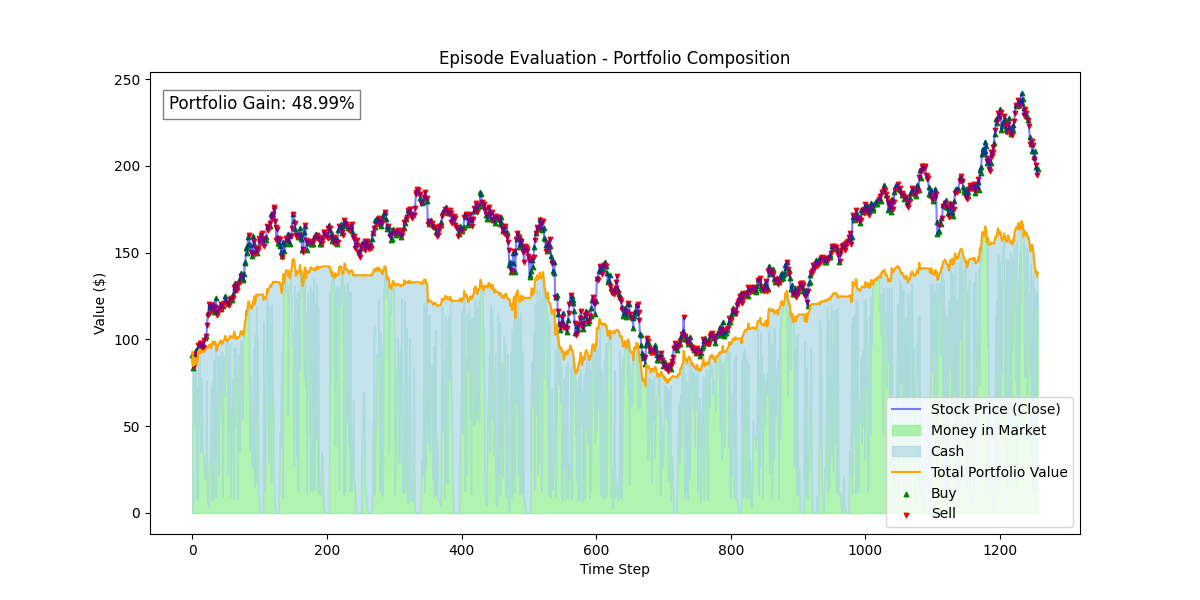 Episode Evaluation - Portfolio Composition
Portfolio Gain: 48.99%
Value ($)
250
200
150
100
50
0
0 200 400 600 800 1000 1200
Time Step
Stock Price (Close)
Money in Market
Cash
Total Portfolio Value
Buy
Sell